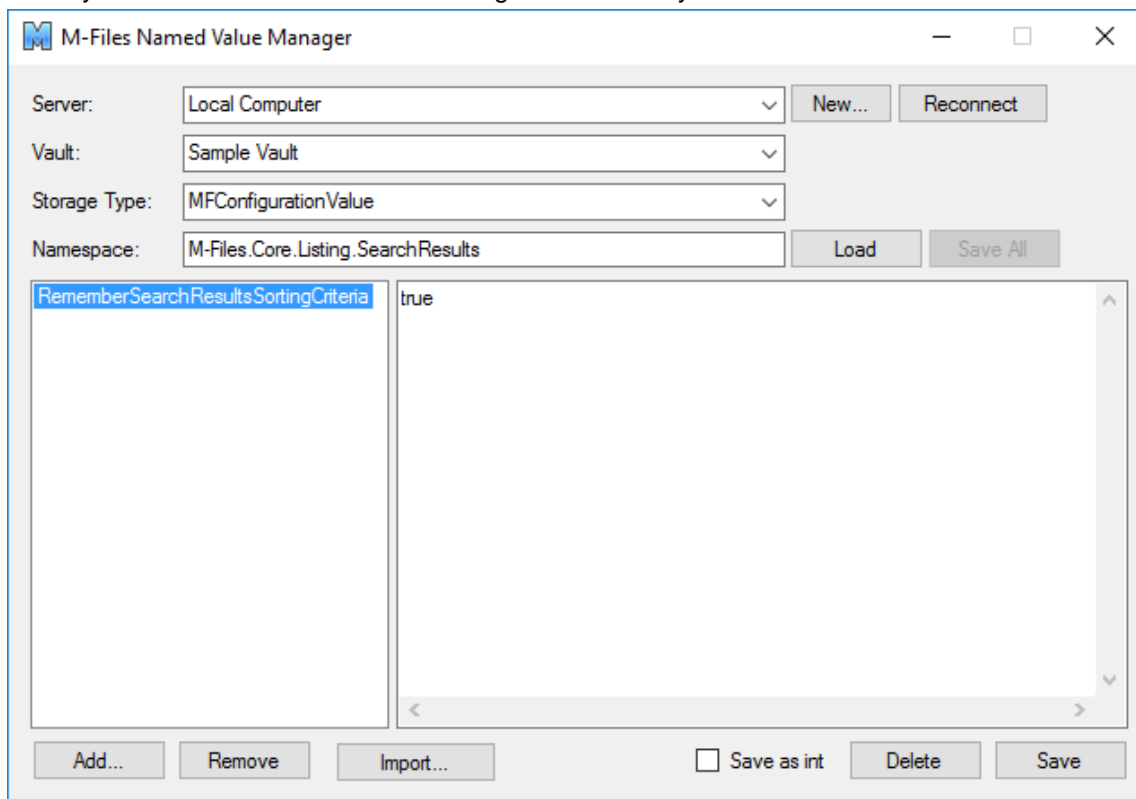 M-Files Named Value Manager
Server: Local Computer New... Reconnect
Vault: Sample Vault
Storage Type: MFConfigurationValue
Namespace: M-Files.Core.Listing.SearchResults Load Save All
RememberSearchResultsSortingCriteria true
Add... Remove Import... Save as int Delete Save